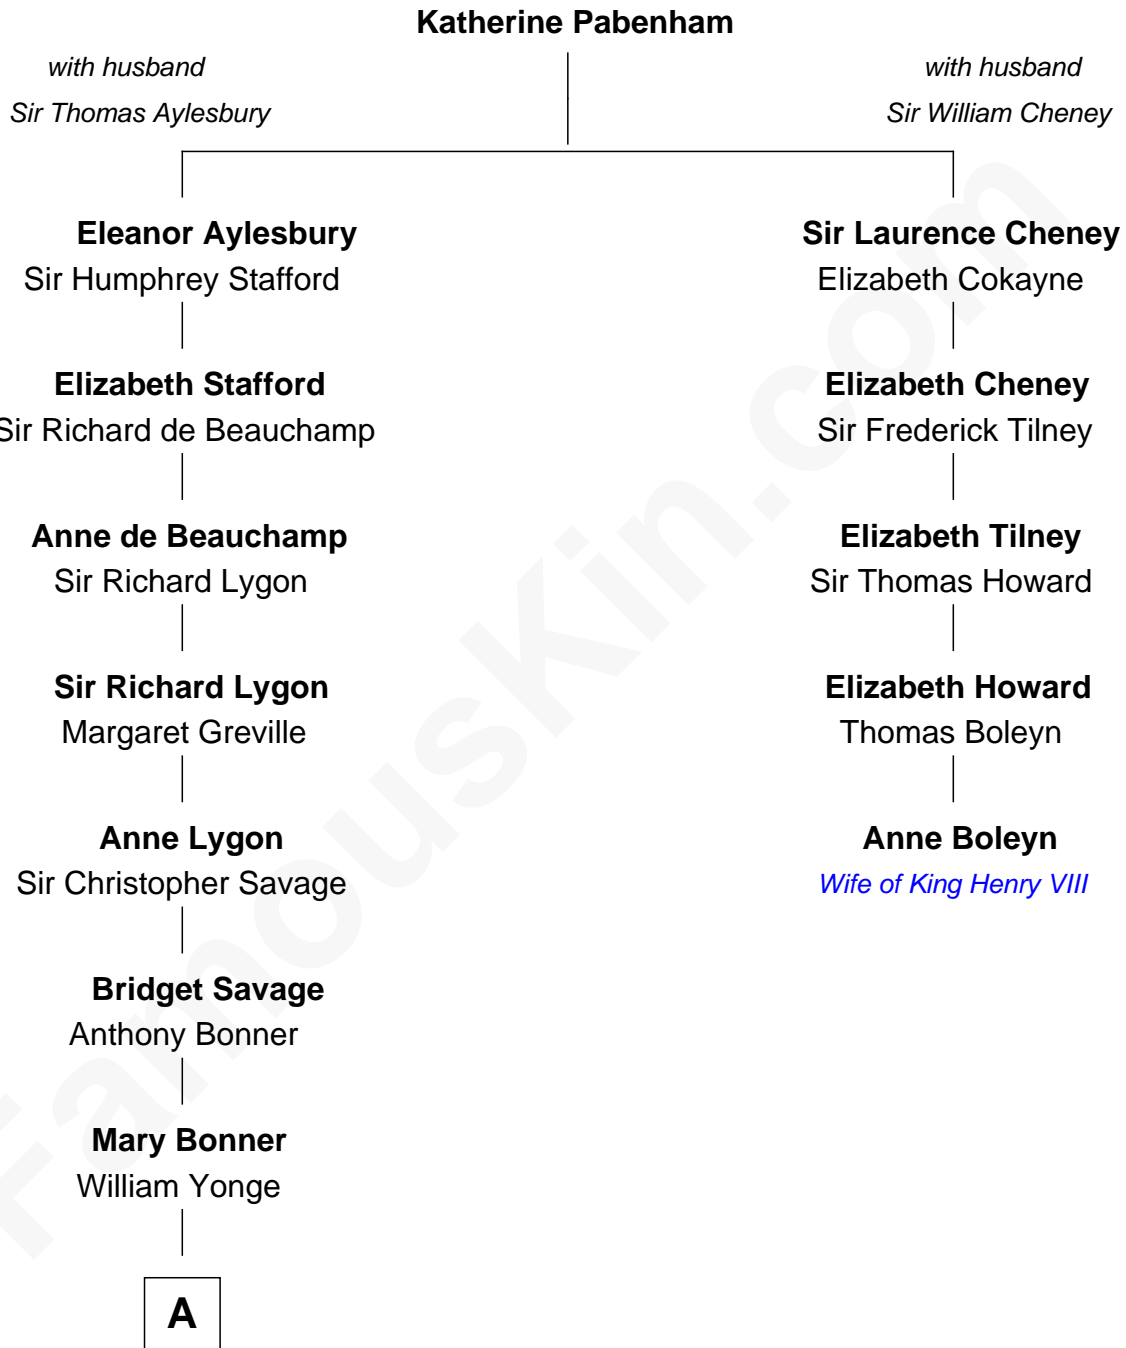 Katherine Pabenham
with husband
Sir Thomas Aylesbury
with husband
Sir William Cheney
Eleanor Aylesbury
Sir Humphrey Stafford
Elizabeth Stafford
Sir Richard de Beauchamp
Anne de Beauchamp
Sir Richard Lygon
Sir Richard Lygon
Margaret Greville
Anne Lygon
Sir Christopher Savage
Bridget Savage
Anthony Bonner
Mary Bonner
William Yonge
A
Sir Laurence Cheney
Elizabeth Cokayne
Elizabeth Cheney
Sir Frederick Tilney
Elizabeth Tilney
Sir Thomas Howard
Elizabeth Howard
Thomas Boleyn
Anne Boleyn
Wife of King Henry VIII
FamousKin.com